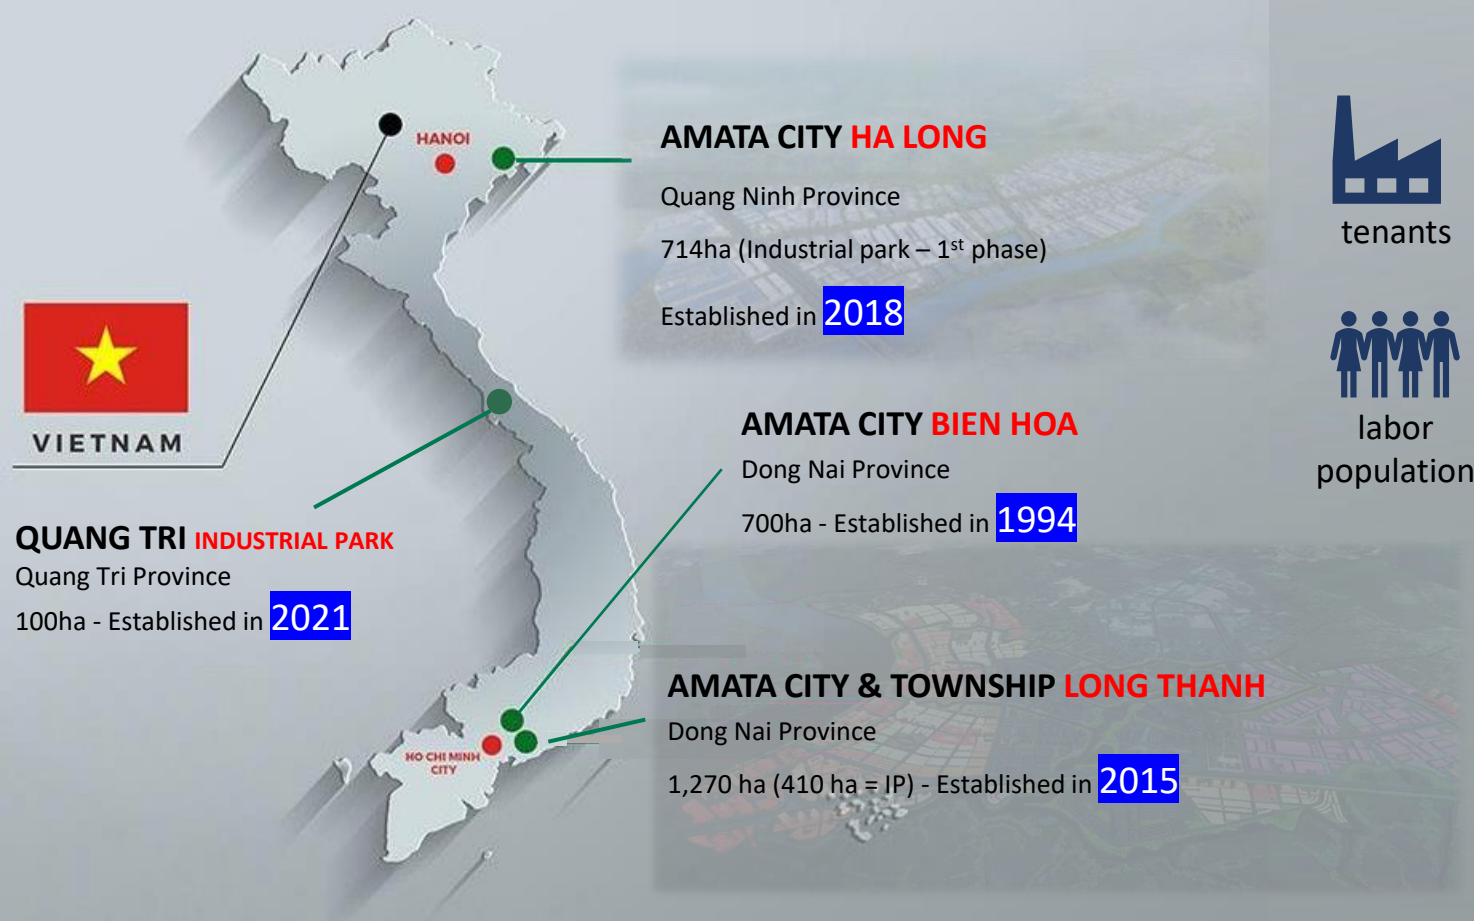 HANOI
AMATA CITY HA LONG
Quang Ninh Province
714ha (Industrial park – 1st phase)
Established in 2018
tenants
VIETNAM
labor
population
AMATA CITY BIEN HOA
Dong Nai Province
700ha - Established in 1994
QUANG TRI INDUSTRIAL PARK
Quang Tri Province
100ha - Established in 2021
AMATA CITY & TOWNSHIP LONG THANH
Dong Nai Province
1,270 ha (410 ha = IP) - Established in 2015
HO CHI MINH
CITY